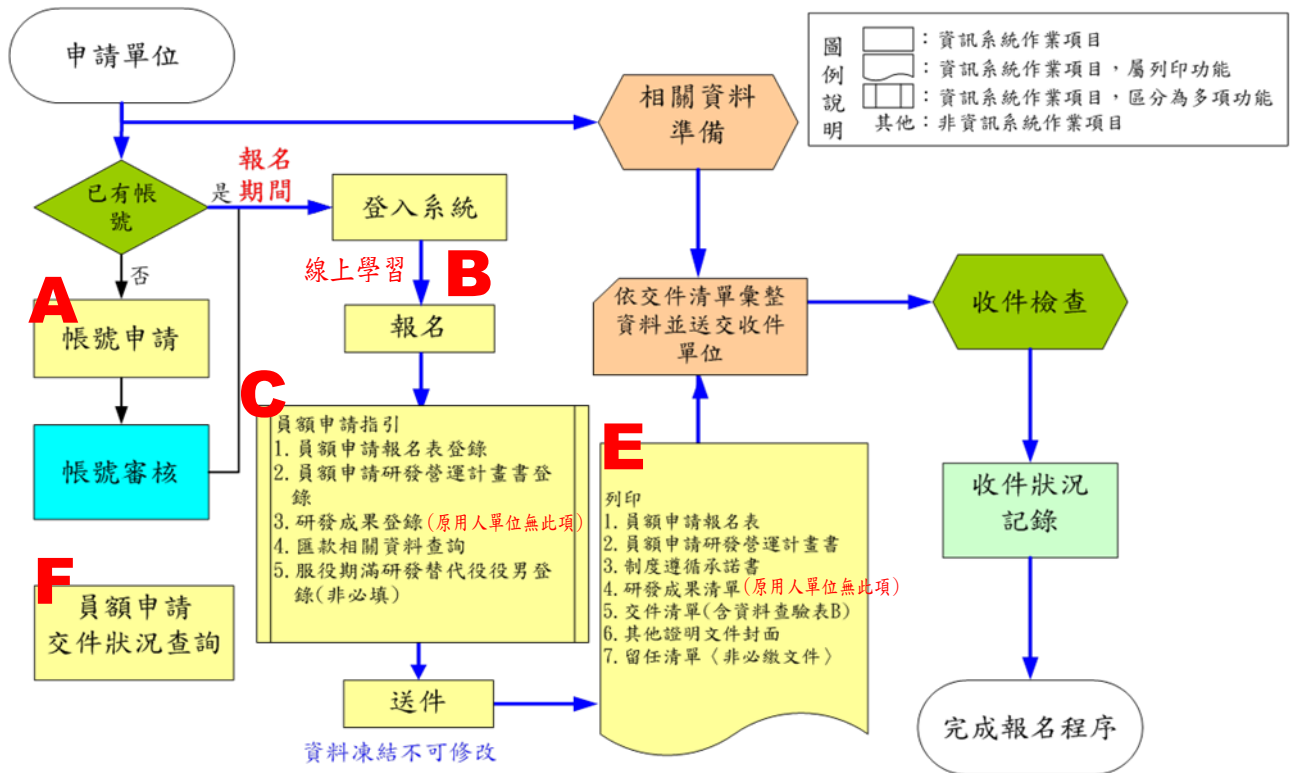 申請單位
圖例說明
：資訊系統作業項目
：資訊系統作業項目，屬列印功能
：資訊系統作業項目，區分為多項功能
其他：非資訊系統作業項目
相關資料
準備
已有帳
號
是
報名
期間
登入系統
否
線上學習
B
A
帳號申請
報名
依交件清單彙整
資料並送交收件
單位
收件檢查
C
員額申請指引
1. 員額申請報名表登錄
2. 員額申請研發營運計畫書登
錄
3. 研發成果登錄(原用人單位無此項)
4. 匯款相關資料查詢
5. 服役期滿研發替代役役男登
錄(非必填)
帳號審核
E
列印
1. 員額申請報名表
2. 員額申請研發營運計畫書
3. 制度遵循承諾書
4. 研發成果清單(原用人單位無此項)
5. 交件清單(含資料查驗表B)
6. 其他證明文件封面
7. 留任清單〈非必繳文件〉
收件狀況
記錄
F
員額申請
交件狀況查詢
送件
資料凍結不可修改
完成報名程序